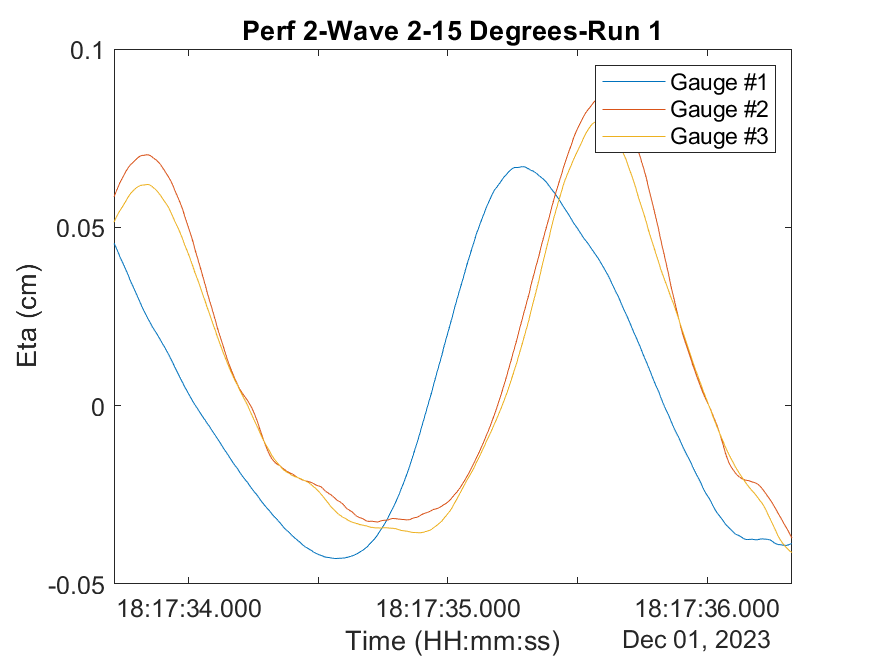 Perf 2-Wave 2-15 Degrees-Run 1
0.1
0.05
0
-0.05
Eta (cm)
Gauge #1
Gauge #2
Gauge #3
18:17:34.000
18:17:35.000
18:17:36.000
Time (HH:mm:ss)
Dec 01, 2023